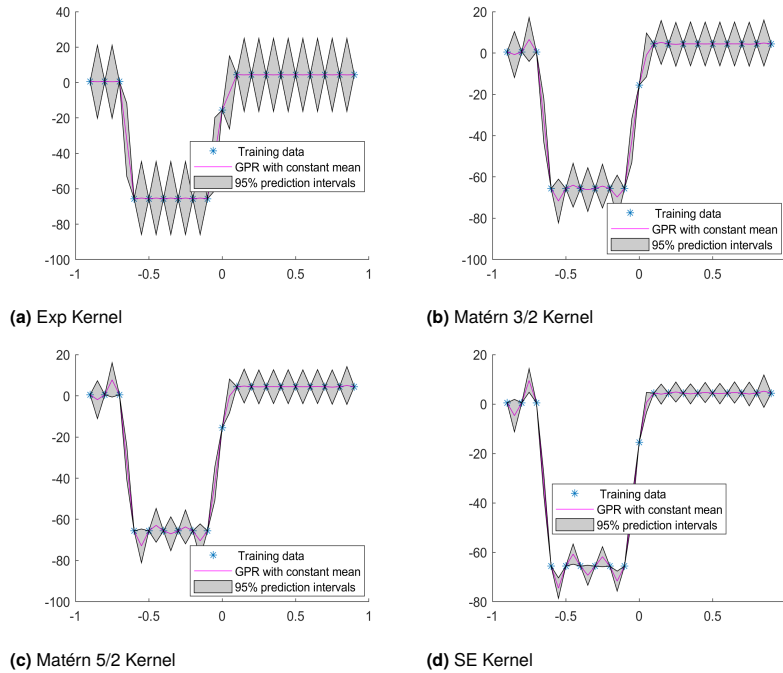 40
20
0
-20
-40
-60
-80
-100
-1 -0.5 0 0.5 1
Training data
GPR with constant mean
95% prediction intervals
(a) Exp Kernel
20
0
-20
-40
-60
-80
-100
-1 -0.5 0 0.5
Training data
GPR with constant mean
95% prediction intervals
(b) Matérn 3/2 Kernel
20
0
-20
-40
-60
-80
-100
-1 -0.5 0 0.5 1
Training data
GPR with constant mean
95% prediction intervals
(c) Matérn 5/2 Kernel
20
0
-20
-40
-60
-80
-1 -0.5 0 0.5
Training data
GPR with constant mean
95% prediction intervals
(d) SE Kernel